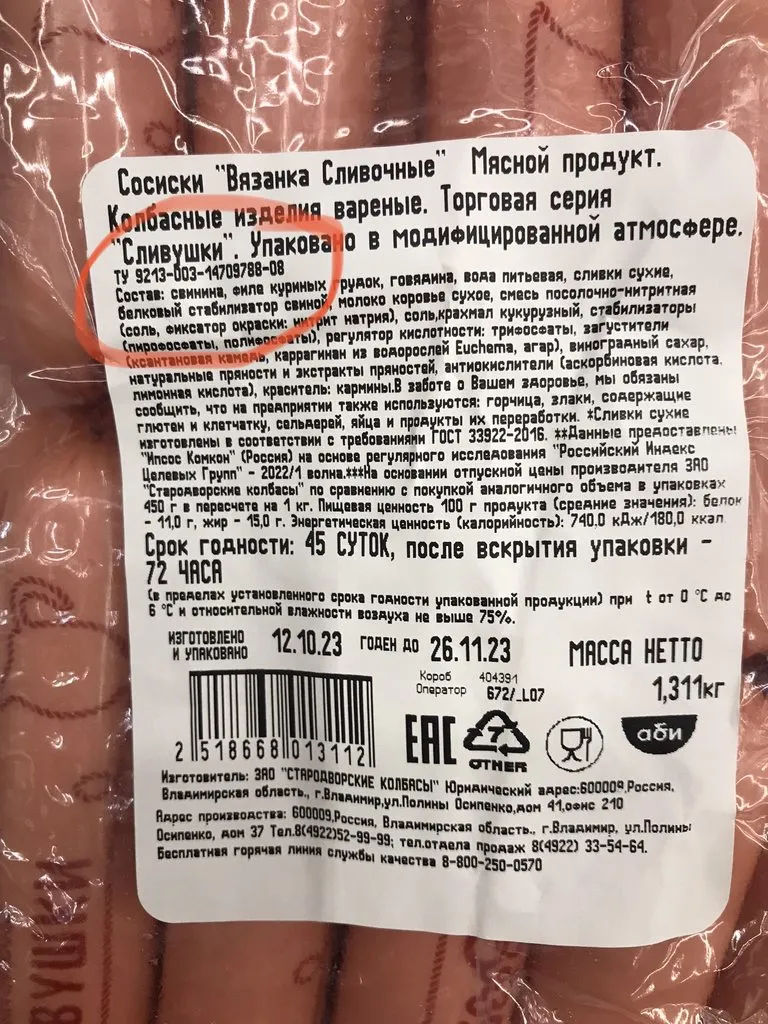 Сосиски "Вязанка Сливочные" Мясной продукт.
Колбасные изделия вареные. Торговая серия
"Сливушки". Упаковано в модифицированной атмосфере.
ТУ 9213-003-14709788-08
Состав: свинина, филе куриных грудок, говядина, вода питьевая, сливки сухие,
белковый стабилизатор свиной, молоко коровье сухое, смесь посолочно-нитритная
(соль, фиксатор окраски: нитрит натрия), соль,крахмал кукурузный, стабилизаторы
(пирофосфаты, полифосфаты), регулятор кислотности: трифосфаты, загустители
(ксантановая камедь, каррагинан из водорослей Euchema, агар), виноградный сахар,
натуральные пряности и экстракты пряностей, антиокислители (аскорбиновая кислота,
лимонная кислота), краситель: кармины.В заботе о Вашем здоровье, мы обязаны
сообщить, что на предприятии также используются: горчица, злаки, содержащие
глютен и клетчатку, сельдерей, яйца и продукты их переработки. *Сливки сухие
изготовлены в соответствии с требованиями ГОСТ 33922-2016. **Данные предоставлены
"Ипсос Комкон" (Россия) на основе регулярного исследования "Российский Индекс
Целевых Групп" - 2022/1 волна.***На основании отпускной цены производителя ЗАО
"Стародворские колбасы" по сравнению с покупкой аналогичного объема в упаковках
450 г в пересчете на 1 кг. Пищевая ценность 100 г продукта (средние значения): белок
- 11,0 г, жир - 15,0 г. Энергетическая ценность (калорийность): 740,0 кДж/180,0 ккал
Срок годности: 45 СУТОК, после вскрытия упаковки -
72 ЧАСА
(в пределах установленного срока годности упакованной продукции) при t от 0 °С до
6 °С и относительной влажности воздуха не выше 75%.
ИЗГОТОВЛЕНО
И УПАКОВАНО 12.10.23 ГОДЕН ДО 26.11.23 МАССА НЕТТО
Короб 404391
Оператор 672/_L07 1,311кг
2 518668 013112
EAC 7 OTHER аби
Изготовитель: ЗАО "СТАРОДВОРСКИЕ КОЛБАСЫ" Юридический адрес:600009,Россия,
Владимирская область., г.Владимир,ул.Полины Осипенко,дом 41,офис 210
Адрес производства: 600009,Россия, Владимирская область., г.Владимир, ул.Полины
Осипенко, дом 37 Тел.8(4922)52-99-99; тел.отдела продаж 8(4922) 33-54-64.
Бесплатная горячая линия службы качества 8-800-250-0570